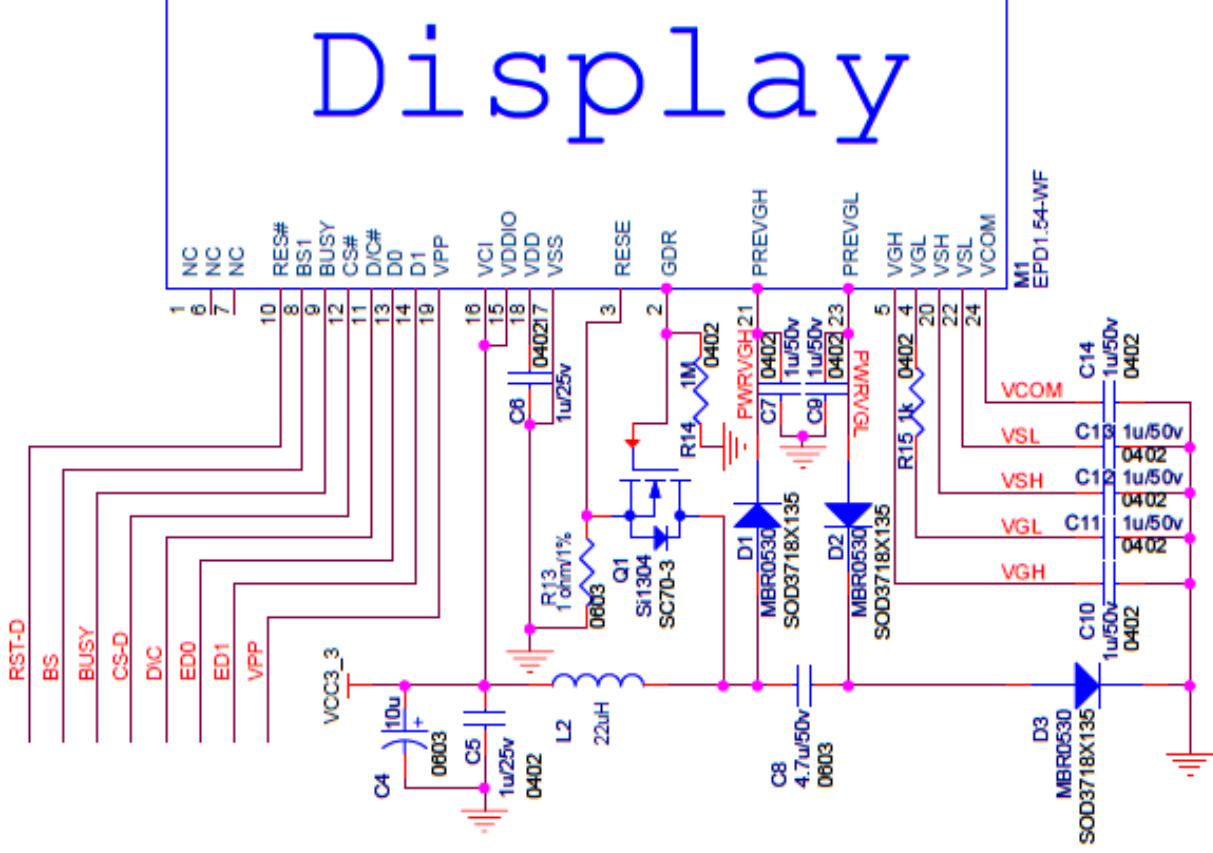 Display
M1
EPD1.54-WF
NC
NC
NC
RES#
BS1
BUSY
CS#
D/C#
D0
D1
VPP
VCI
VDDIO
VDD
VSS
RESE
GDR
PREVGH
PREVGL
VGH
VGL
VSH
VSL
VCOM
1
6
7
10
8
9
12
11
13
14
19
16
15
18
17
3
2
21
23
5
4
20
22
24
C6
0402
1u/25v
R14
1M
0402
PWRVGH
C7
0402
1u/50v
C9
0402
1u/50v
PWRVGL
R15 1k
0402
VCOM
C14
1u/50v
0402
VSL
C13 1u/50v
0402
VSH
C12 1u/50v
0402
VGL
C11 1u/50v
0402
VGH
C10
1u/50v
0402
R13
1 ohm/1%
0603
Q1
Si1304
SC70-3
D1
MBR0530
SOD3718X135
D2
MBR0530
SOD3718X135
RST-D
BS
BUSY
CS-D
D\C
ED0
ED1
VPP
VCC3_3
C4
10u
+
0603
C5
1u/25v
0402
L2
22uH
C8
4.7u/50v
0603
D3
MBR0530
SOD3718X135